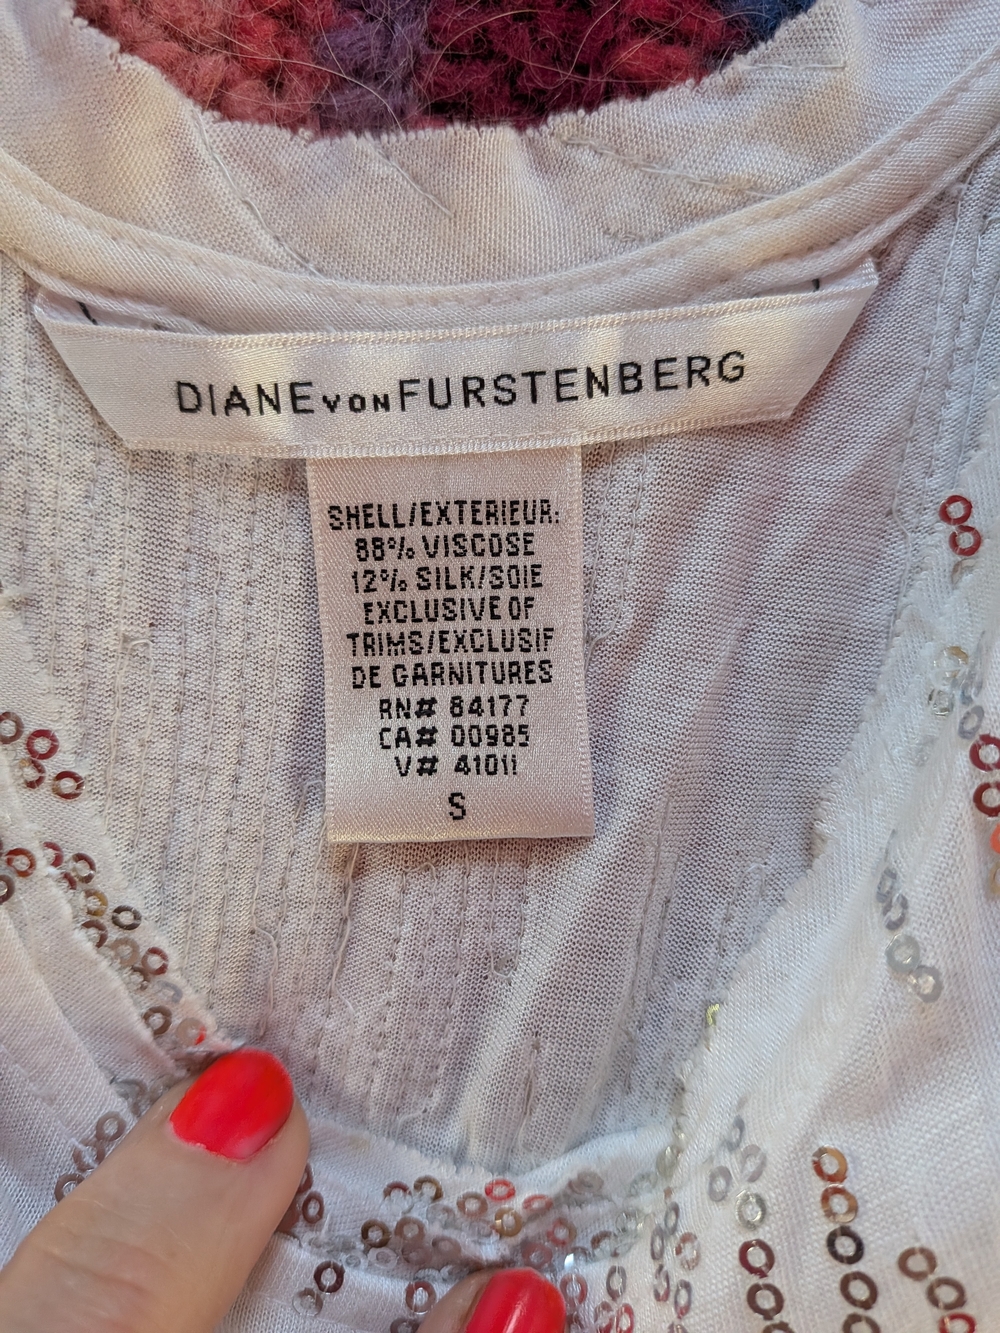 DIANE VON FURSTENBERG
SHELL/EXTERIEUR:
88% VISCOSE
12% SILK/SOIE
EXCLUSIVE OF
TRIMS/EXCLUSIF
DE GARNITURES
RN# 84177
CA# 00985
V# 41011
S